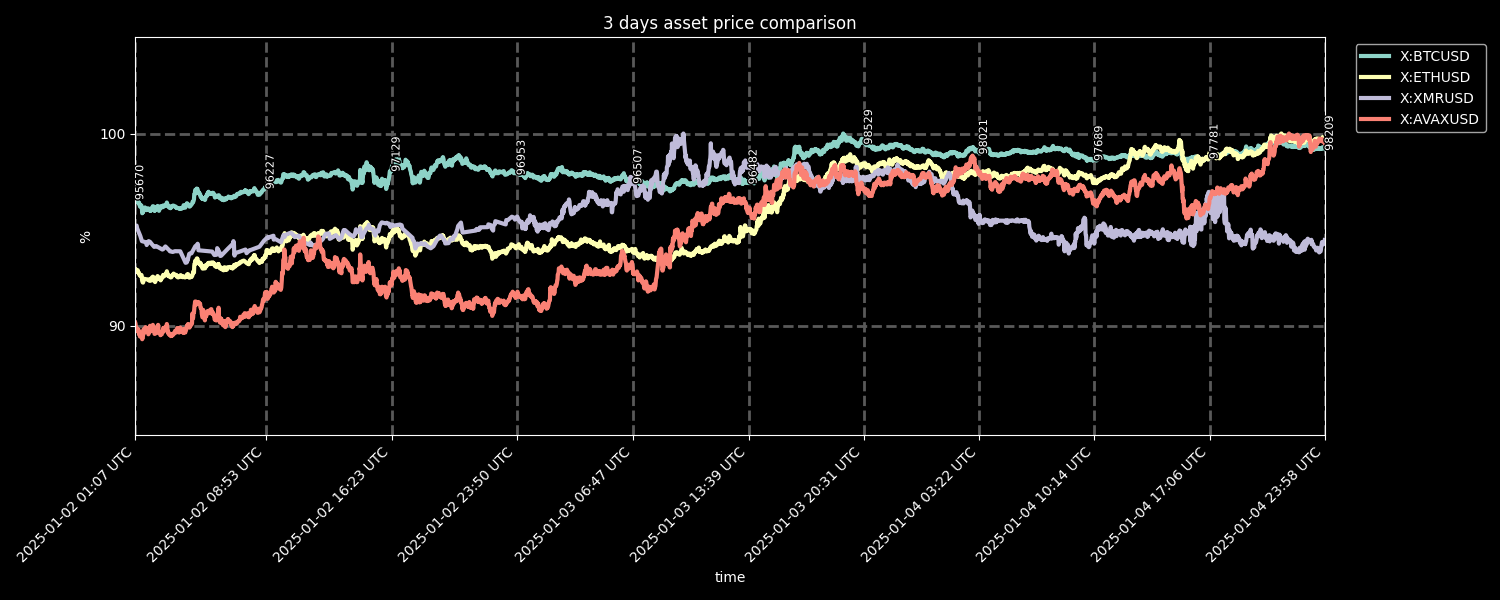 3 days asset price comparison
X:BTCUSD
X:ETHUSD
X:XMRUSD
X:AVAXUSD
100
90
%
95670
96227
97129
96953
96507
96482
98529
98021
97689
97781
98209
2025-01-02 01:07 UTC
2025-01-02 08:53 UTC
2025-01-02 16:23 UTC
2025-01-02 23:50 UTC
2025-01-03 06:47 UTC
2025-01-03 13:39 UTC
2025-01-03 20:31 UTC
2025-01-04 03:22 UTC
2025-01-04 10:14 UTC
2025-01-04 17:06 UTC
2025-01-04 23:58 UTC
time